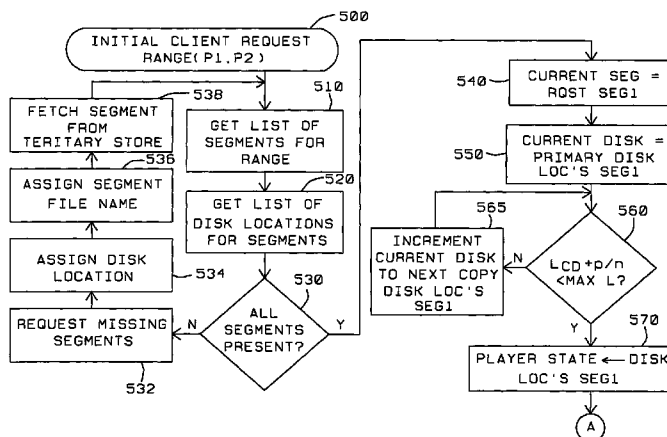 500
INITIAL CLIENT REQUEST
RANGE(P1,P2)
538
FETCH SEGMENT
FROM
TERITARY STORE
510
GET LIST OF
SEGMENTS FOR
RANGE
536
ASSIGN SEGMENT
FILE NAME
520
GET LIST OF
DISK LOCATIONS
FOR SEGMENTS
ASSIGN DISK
LOCATION
534
530
ALL
SEGMENTS
PRESENT?
N
Y
REQUEST MISSING
SEGMENTS
532
540
CURRENT SEG =
RQST SEG1
550
CURRENT DISK =
PRIMARY DISK
LOC'S SEG1
565
INCREMENT
CURRENT DISK
TO NEXT COPY
DISK LOC'S
SEG1
560
LCD+p/n
<MAX L?
N
Y
570
PLAYER STATE ← DISK
LOC'S SEG1
A